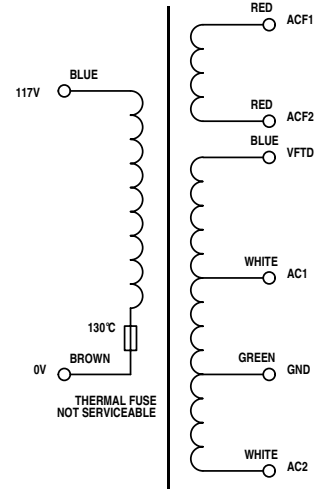 RED
ACF1
BLUE
117V
RED
ACF2
BLUE
VFTD
WHITE
AC1
130°C
BROWN
0V
GREEN
GND
THERMAL FUSE
NOT SERVICEABLE
WHITE
AC2